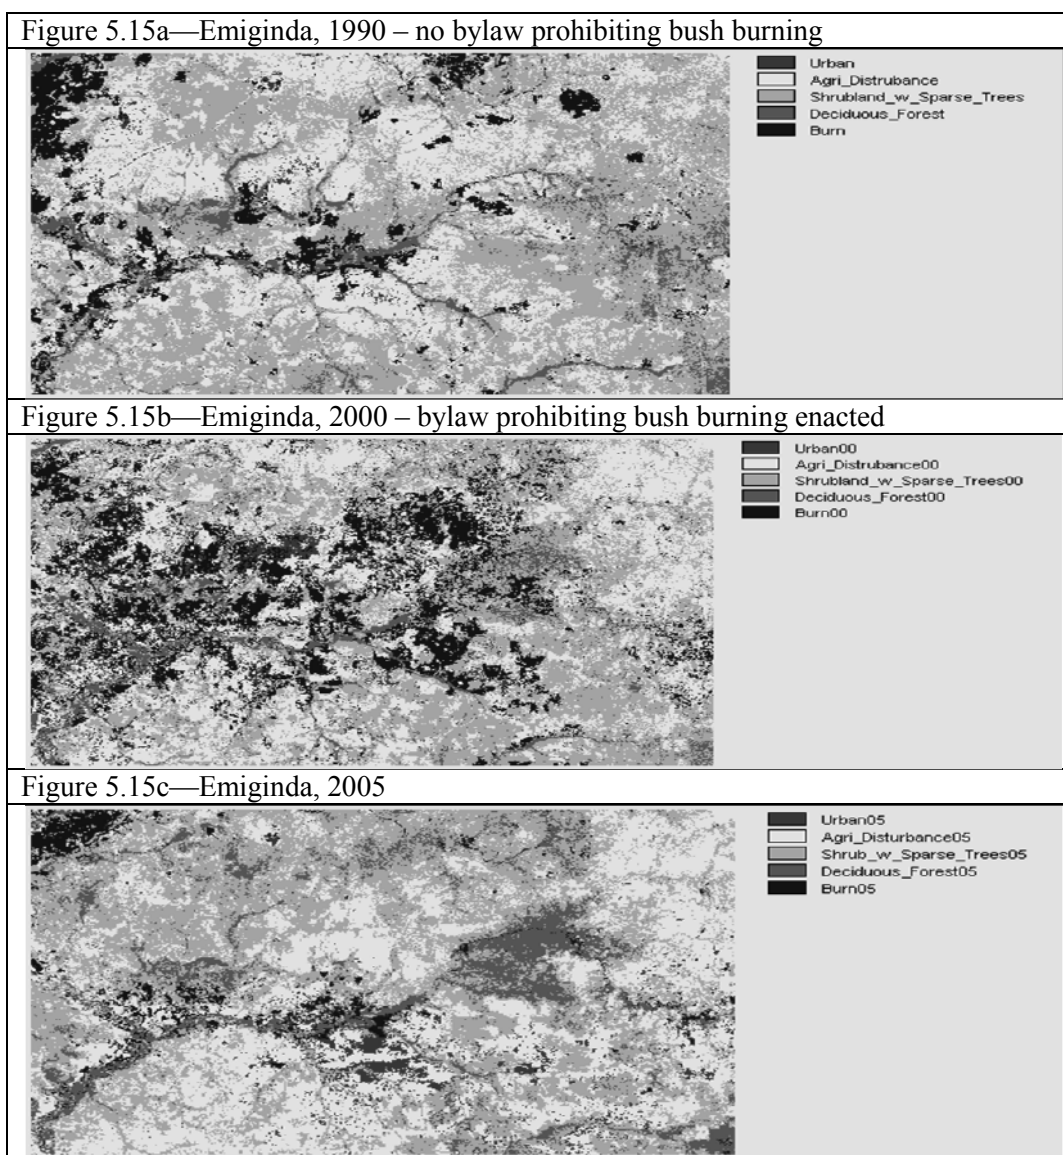 Figure 5.15a—Emiginda, 1990 – no bylaw prohibiting bush burning
Urban
Agri_Distrubance
Shrubland_w_Sparse_Trees
Deciduous_Forest
Burn
Figure 5.15b—Emiginda, 2000 – bylaw prohibiting bush burning enacted
Urban00
Agri_Distrubance00
Shrubland_w_Sparse_Trees00
Deciduous_Forest00
Burn00
Figure 5.15c—Emiginda, 2005
Urban05
Agri_Disturbance05
Shrub_w_Sparse_Trees05
Deciduous_Forest05
Burn05